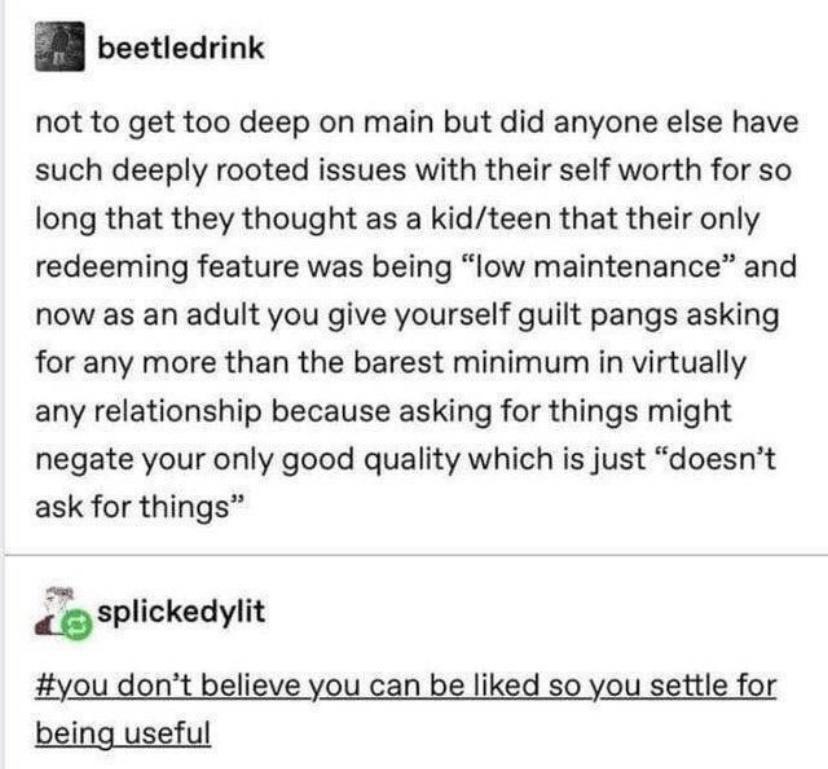 beetledrink
not to get too deep on main but did anyone else have
such deeply rooted issues with their self worth for so
long that they thought as a kid/teen that their only
redeeming feature was being “low maintenance” and
now as an adult you give yourself guilt pangs asking
for any more than the barest minimum in virtually
any relationship because asking for things might
negate your only good quality which is just “doesn’t
ask for things”
splickedylit
#you don’t believe you can be liked so you settle for
being useful